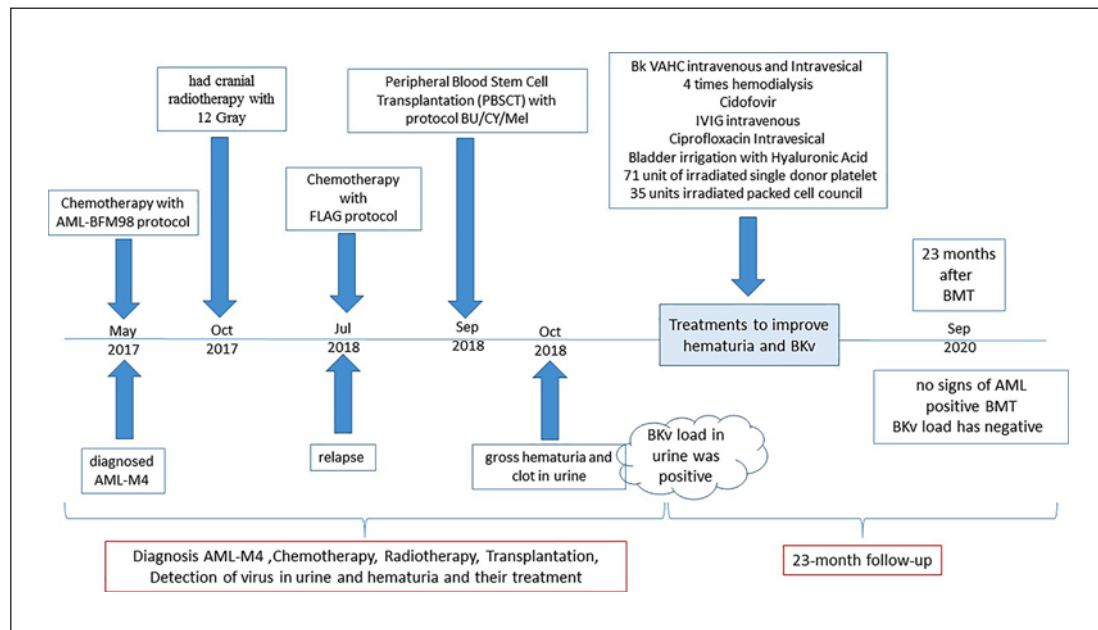 had cranial
radiotherapy with
12 Gray
Peripheral Blood Stem Cell
Transplantation (PBSCT) with
protocol BU/CY/Mel
Bk VAHC intravenous and Intravesical
4 times hemodialysis
Cidofovir
IVIG intravenous
Ciprofloxacin Intravesical
Bladder irrigation with Hyaluronic Acid
71 unit of irradiated single donor platelet
35 units irradiated packed cell council
Chemotherapy with
AML-BFM98 protocol
Chemotherapy
with
FLAG protocol
23 months
after
BMT
May
2017
Oct
2017
Jul
2018
Sep
2018
Oct
2018
Treatments to improve
hematuria and BKv
Sep
2020
diagnosed
AML-M4
relapse
gross hematuria and
clot in urine
BKv load in
urine was
positive
no signs of AML
positive BMT
BKv load has negative
Diagnosis AML-M4 ,Chemotherapy, Radiotherapy, Transplantation,
Detection of virus in urine and hematuria and their treatment
23-month follow-up